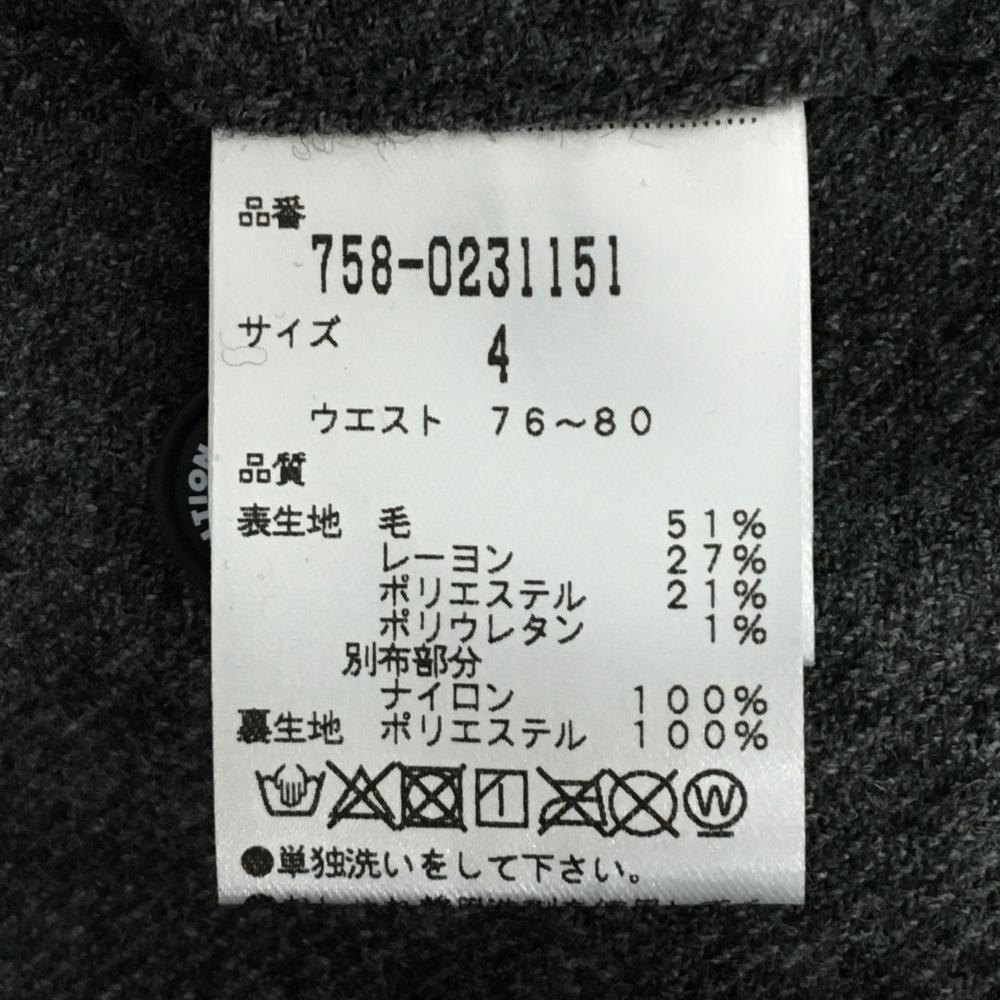 品番
758-0231151
サイズ 4
ウエスト 76~80
品質
表生地 毛 51%
レーヨン 27%
ポリエステル 21%
ポリウレタン 1%
別布部分
ナイロン 100%
裏生地 ポリエステル 100%
W
●単独洗いをして下さい。
TION